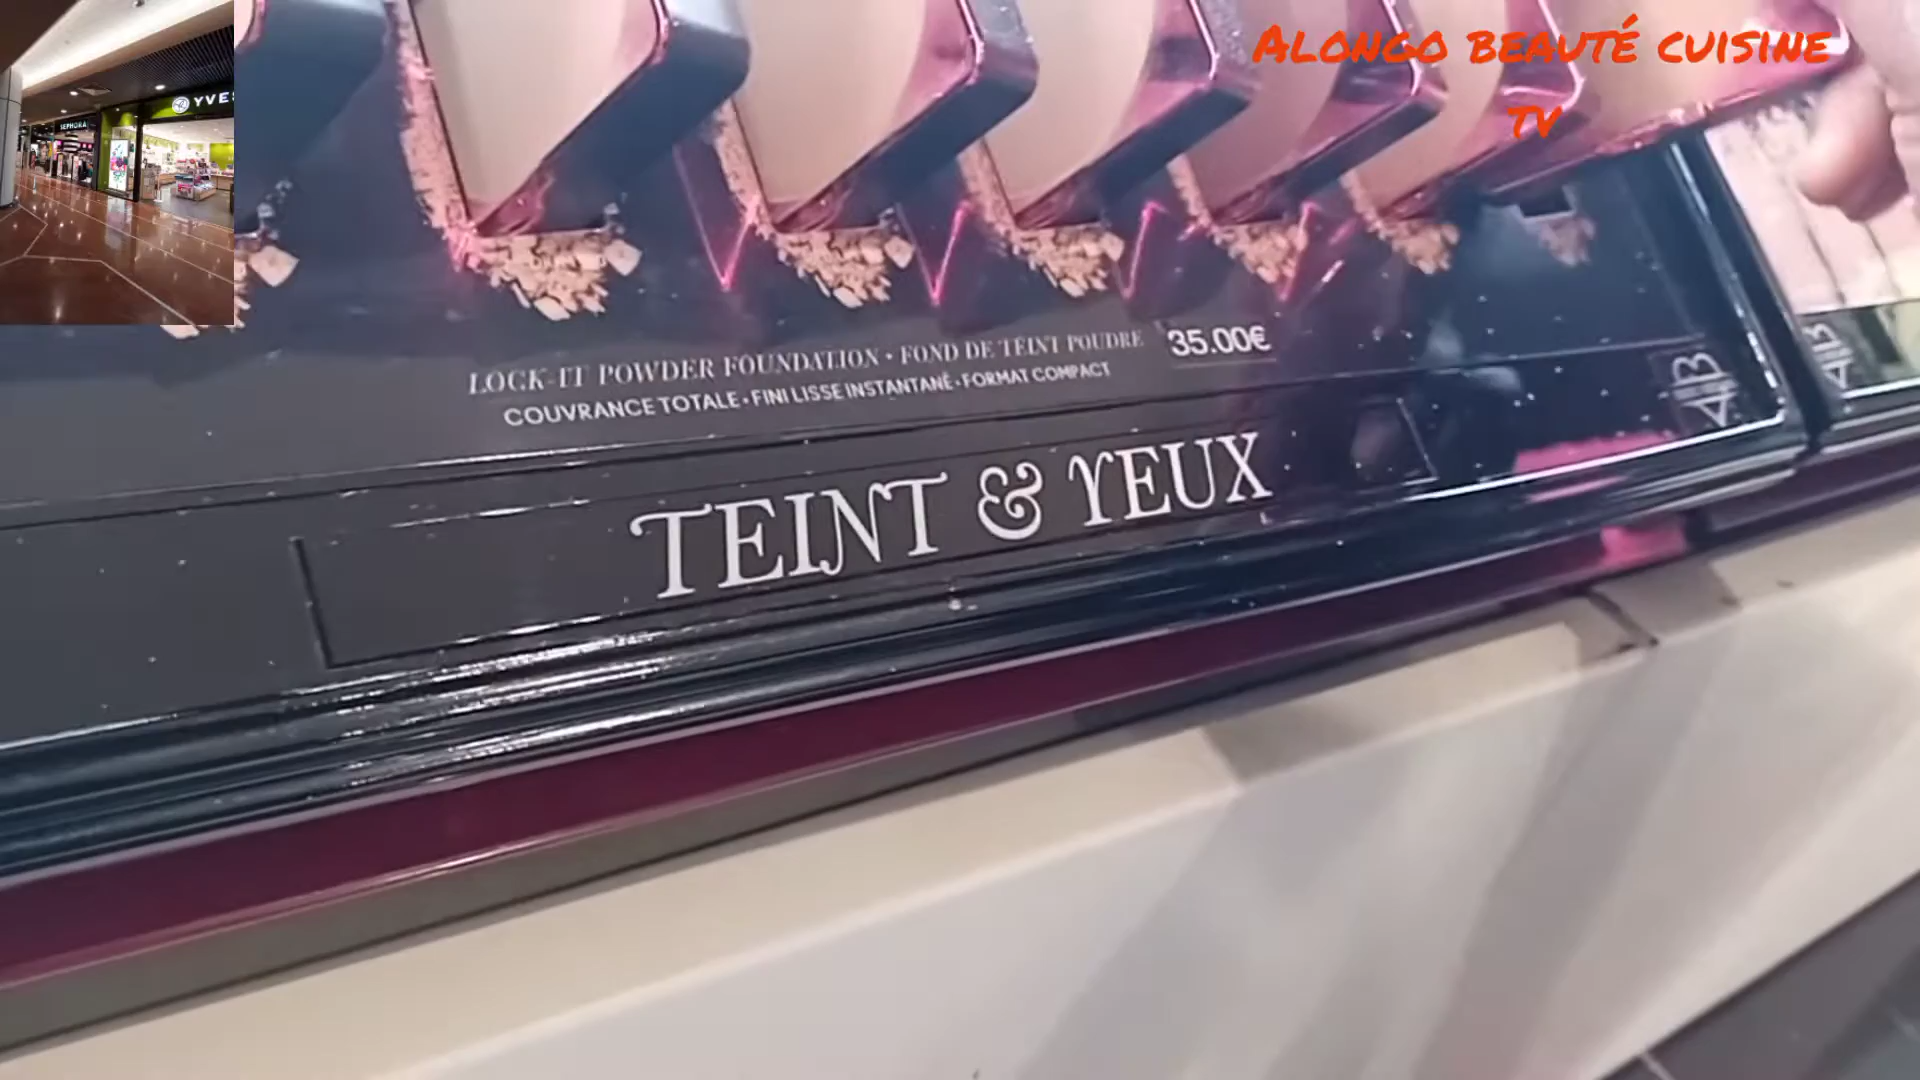 Alongo beauté cuisine
TV
YVES
SEPHORA
LOCK-IT POWDER FOUNDATION • FOND DE TEINT POUDRE
35.00€
COUVRANCE TOTALE • FINI LISSE INSTANTANÉ • FORMAT COMPACT
TEINT & YEUX